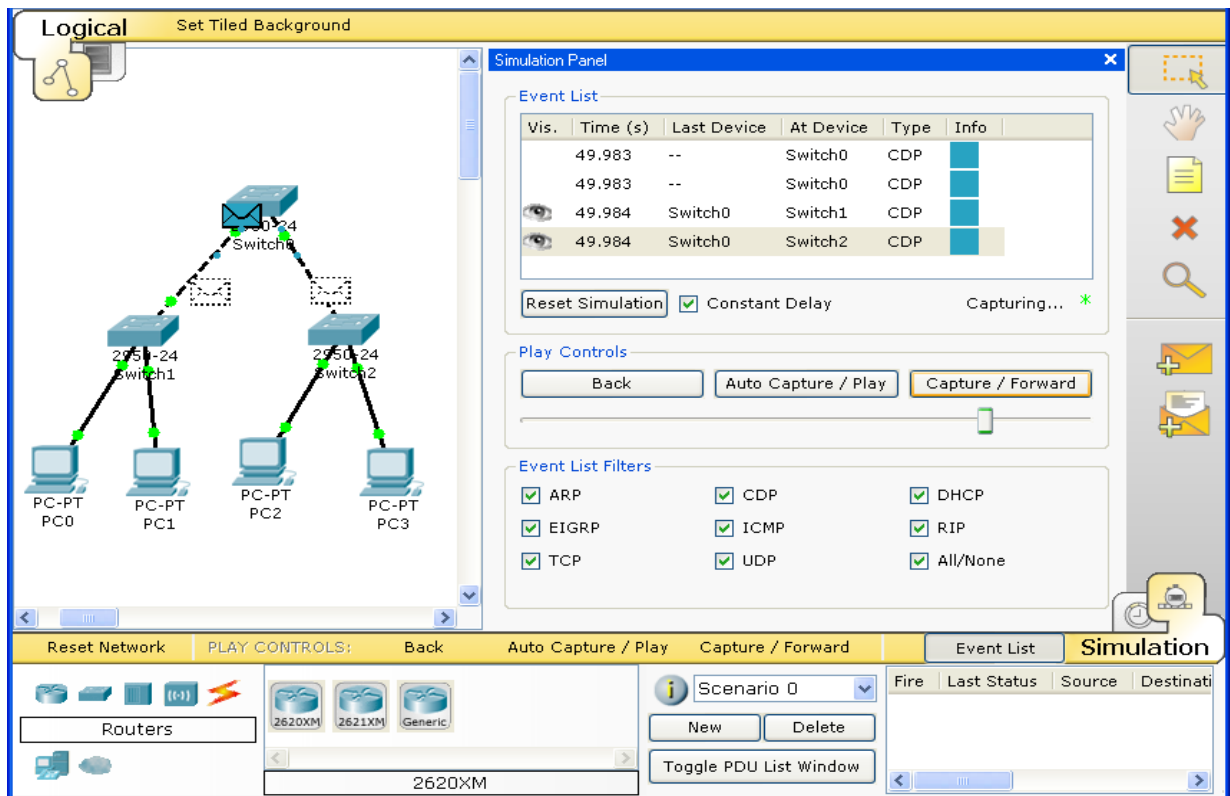 Logical Set Tiled Background
Simulation Panel
Event List
Vis. Time (s) Last Device At Device Type Info
49.983 -- Switch0 CDP
49.983 -- Switch0 CDP
49.984 Switch0 Switch1 CDP
49.984 Switch0 Switch2 CDP
Reset Simulation Constant Delay Capturing... *
Play Controls
Back Auto Capture / Play Capture / Forward
Event List Filters
ARP CDP DHCP
EIGRP ICMP RIP
TCP UDP All/None
Switch0
2950-24
Switch1
2950-24
Switch2
PC-PT
PC0
PC-PT
PC1
PC-PT
PC2
PC-PT
PC3
Reset Network PLAY CONTROLS: Back Auto Capture / Play Capture / Forward Event List Simulation
Routers
2620XM 2621XM Generic
2620XM
i Scenario 0
New Delete
Toggle PDU List Window
Fire Last Status Source Destinati